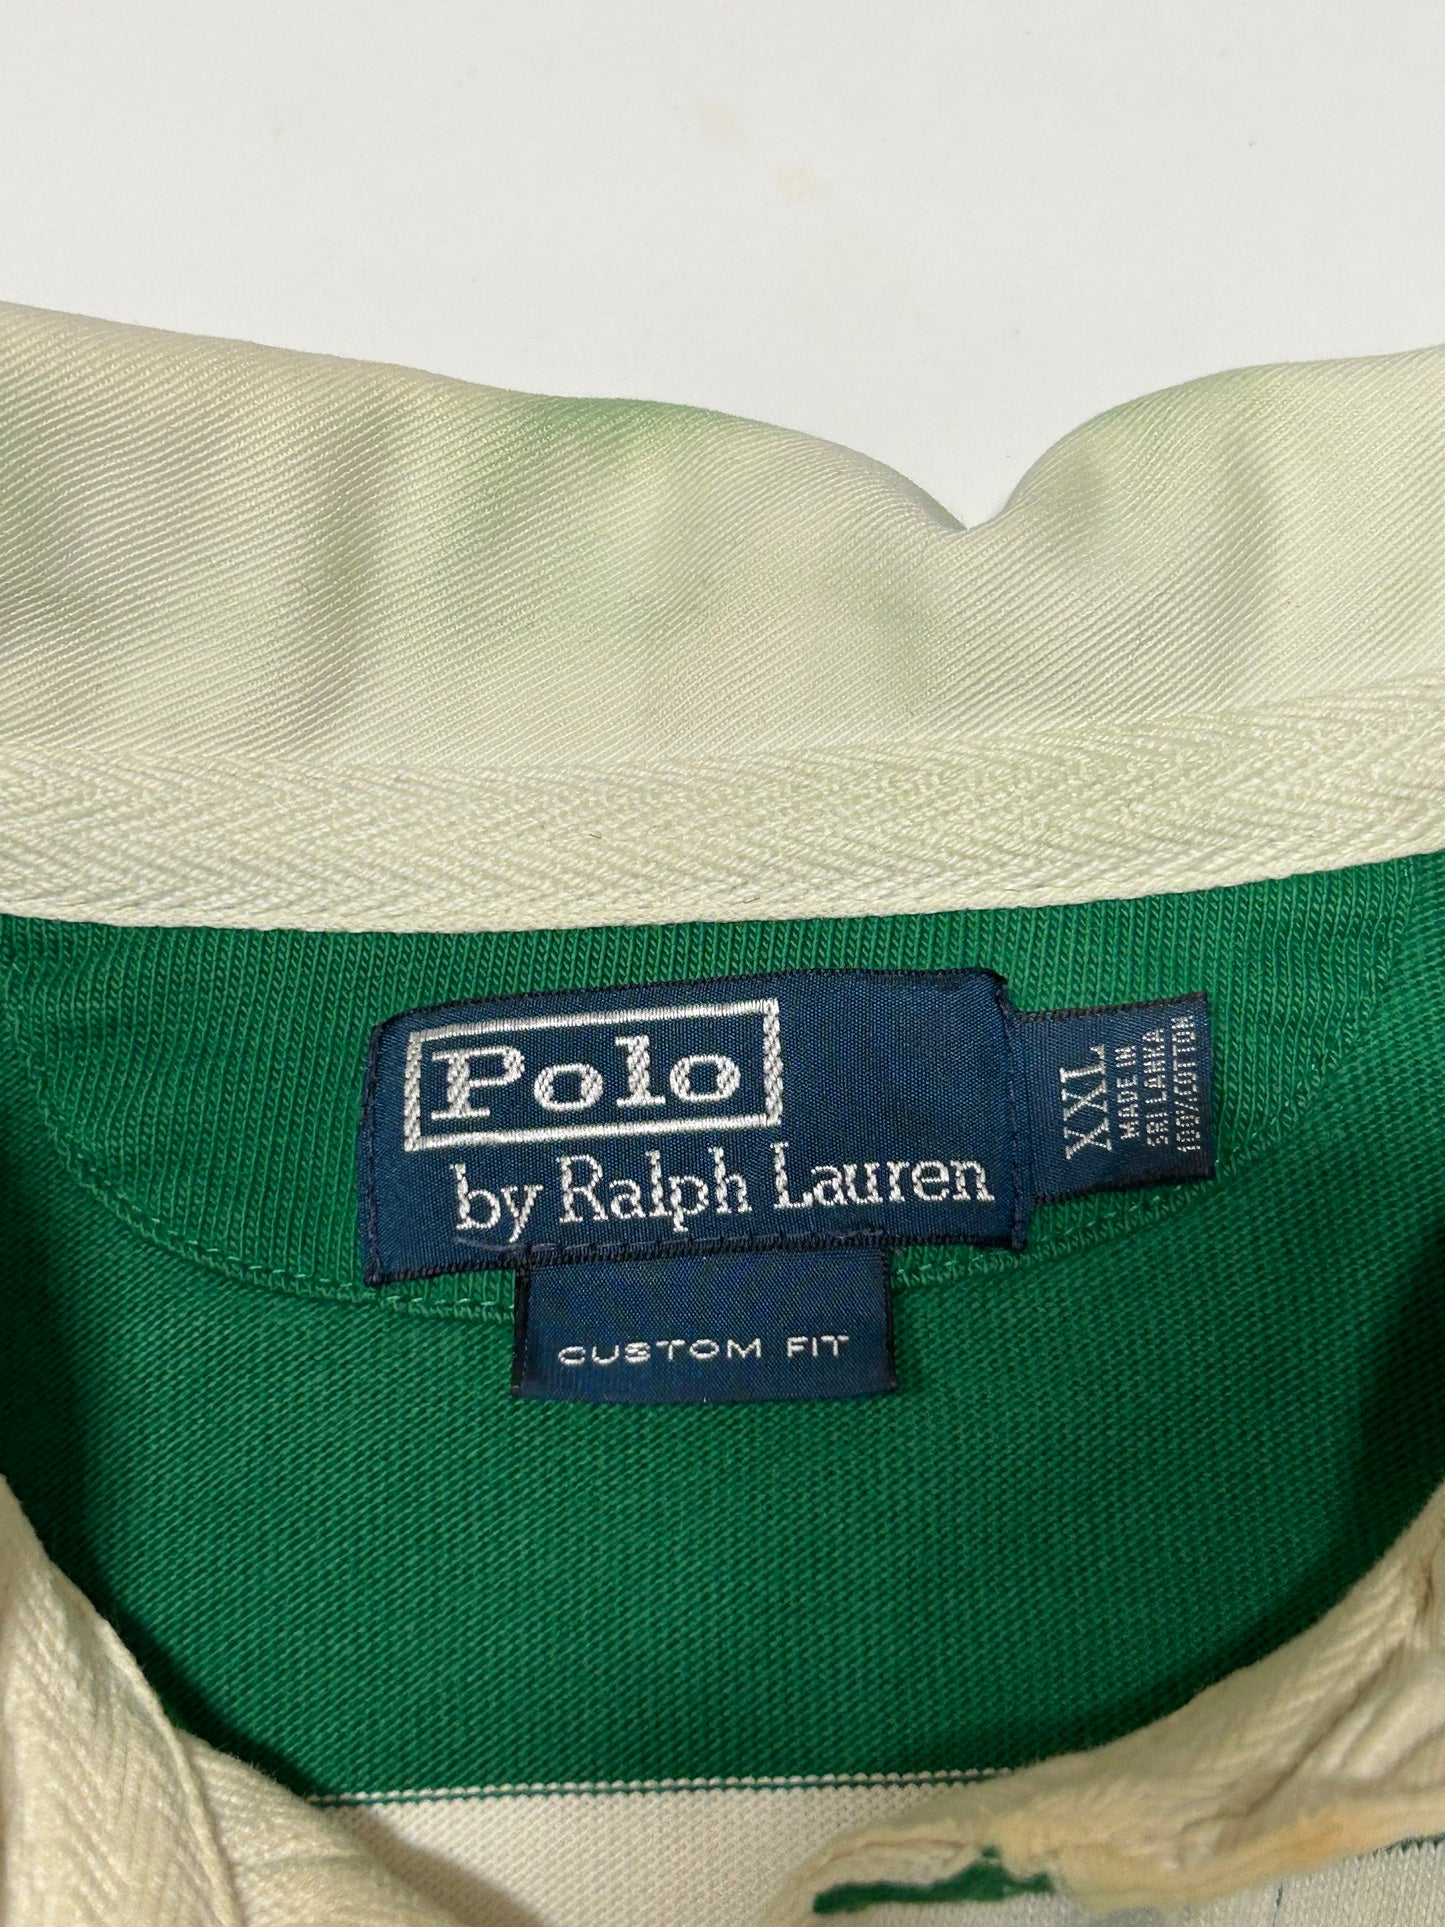 Polo
by Ralph Lauren
XXL
MADE IN
SRI LANKA
100%COTTON
CUSTOM FIT